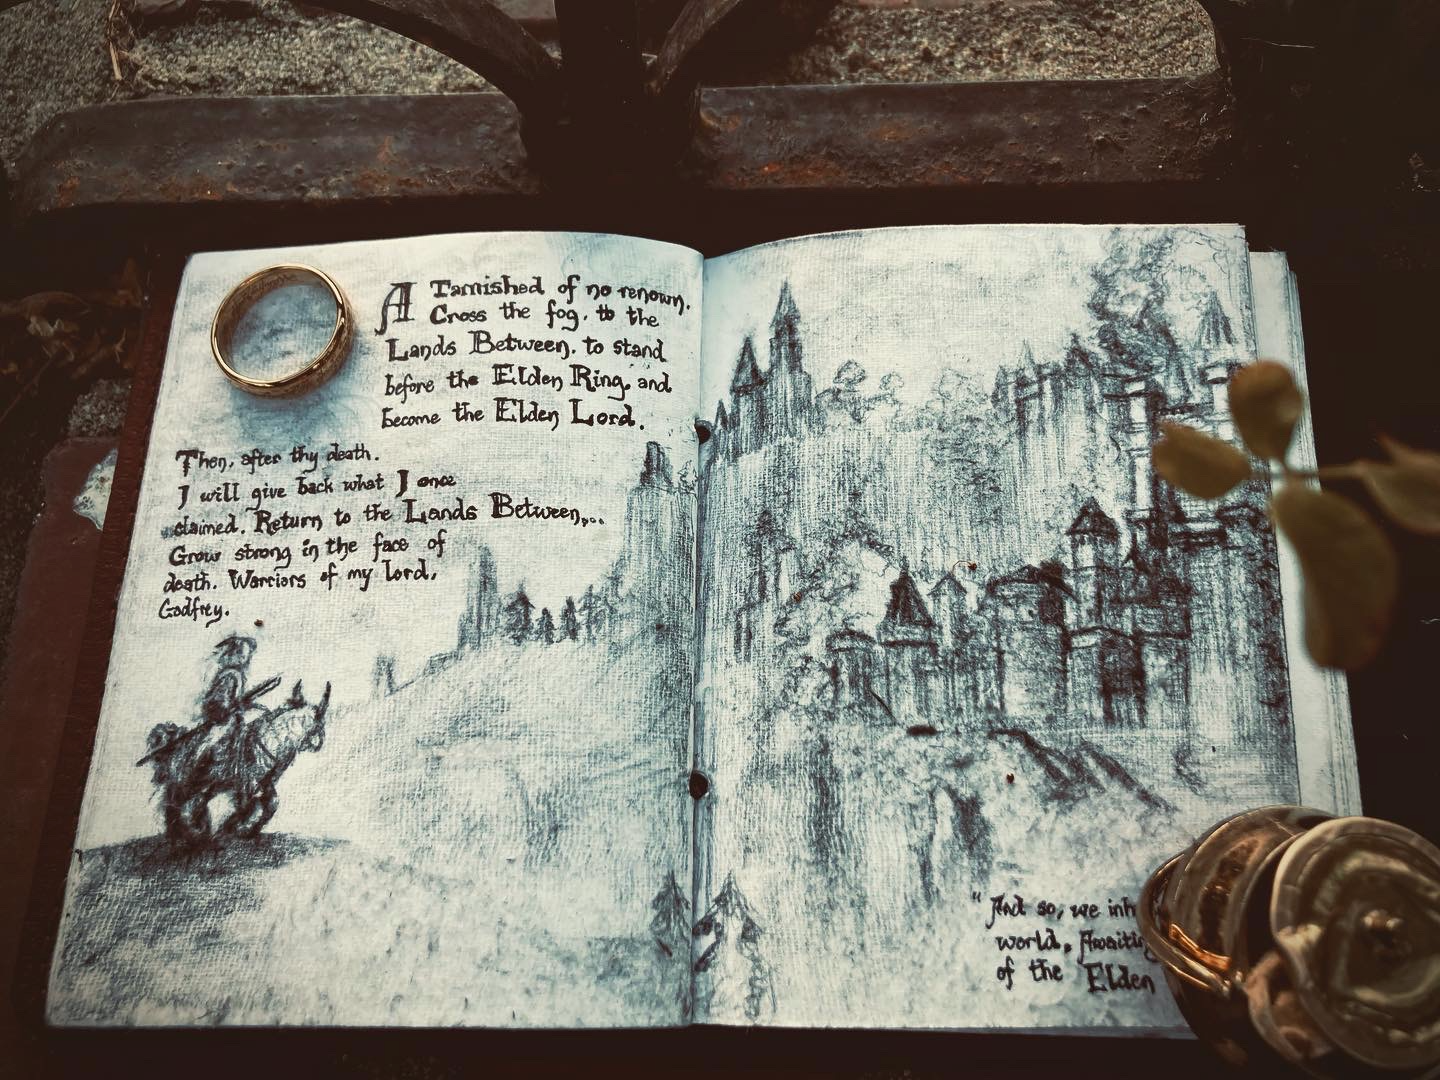 A Tarnished of no renown.
Cross the fog, to the
Lands Between, to stand
before the Elden Ring, and
become the Elden Lord.
Then, after thy death.
I will give back what I once
claimed. Return to the Lands Between,...
Grow strong in the face of
death. Warriors of my lord,
Godfrey.
"And so, we inh
world, Awaitin
of the Elden